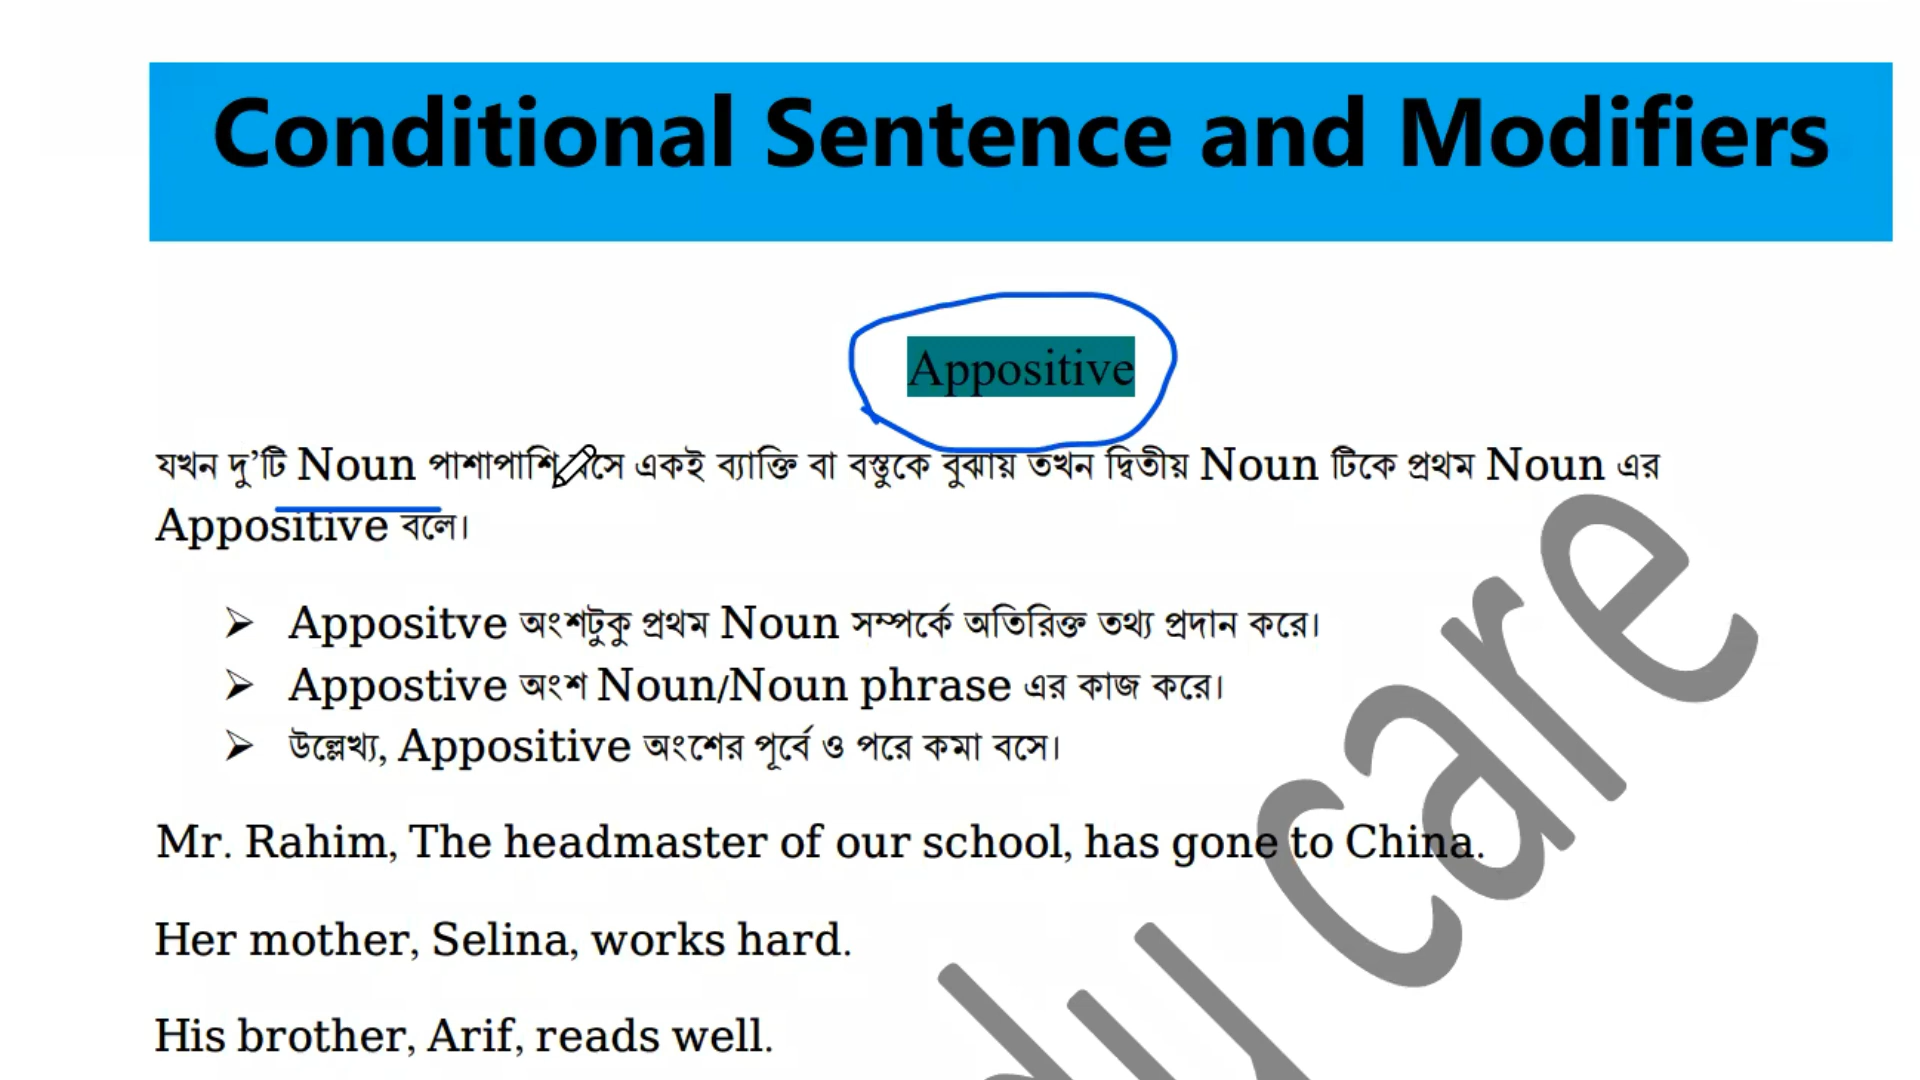 Conditional Sentence and Modifiers
Appositive
যখন দু’টি Noun পাশাপাশি বসে একই ব্যাক্তি বা বস্তুকে বুঝায় তখন দ্বিতীয় Noun টিকে প্রথম Noun এর
Appositive বলে।
➢ Appositve অংশটুকু প্রথম Noun সম্পর্কে অতিরিক্ত তথ্য প্রদান করে।
➢ Appostive অংশ Noun/Noun phrase এর কাজ করে।
➢ উল্লেখ্য, Appositive অংশের পূর্বে ও পরে কমা বসে।
Mr. Rahim, The headmaster of our school, has gone to China.
Her mother, Selina, works hard.
His brother, Arif, reads well.
care